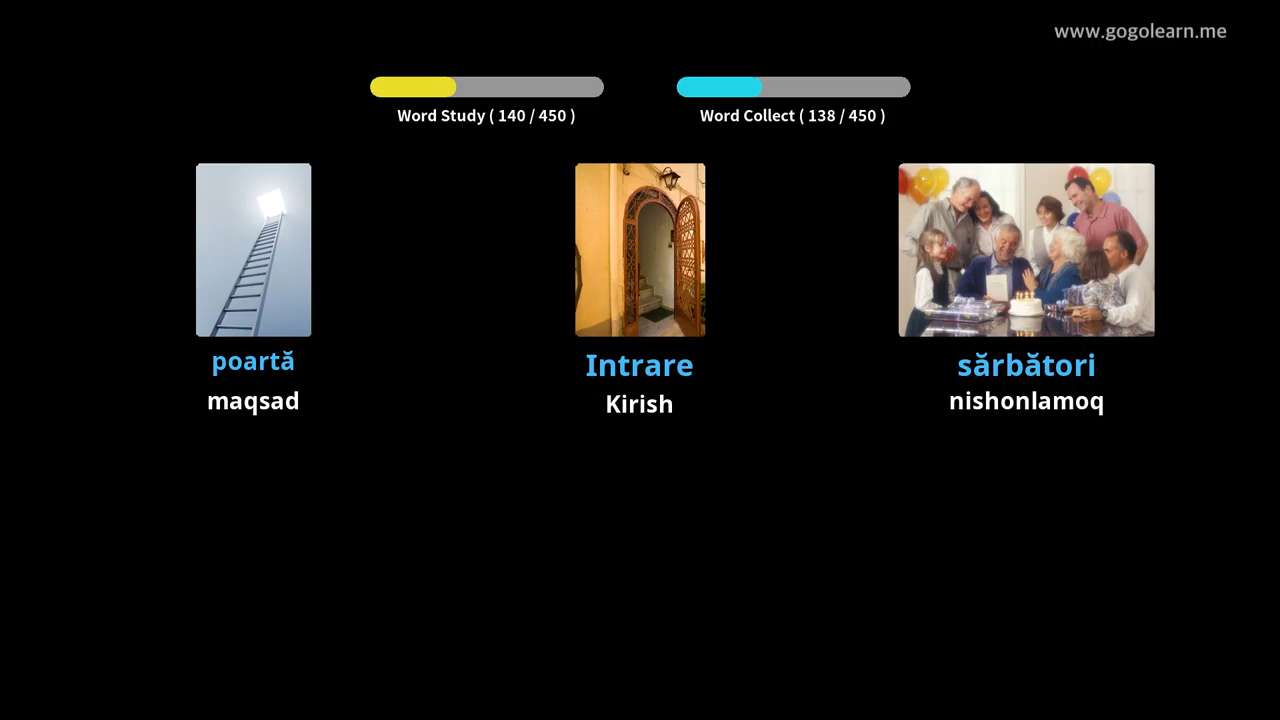 www.gogolearn.me
Word Study ( 140 / 450 )
Word Collect ( 138 / 450 )
poartă
maqsad
Intrare
Kirish
sărbători
nishonlamoq